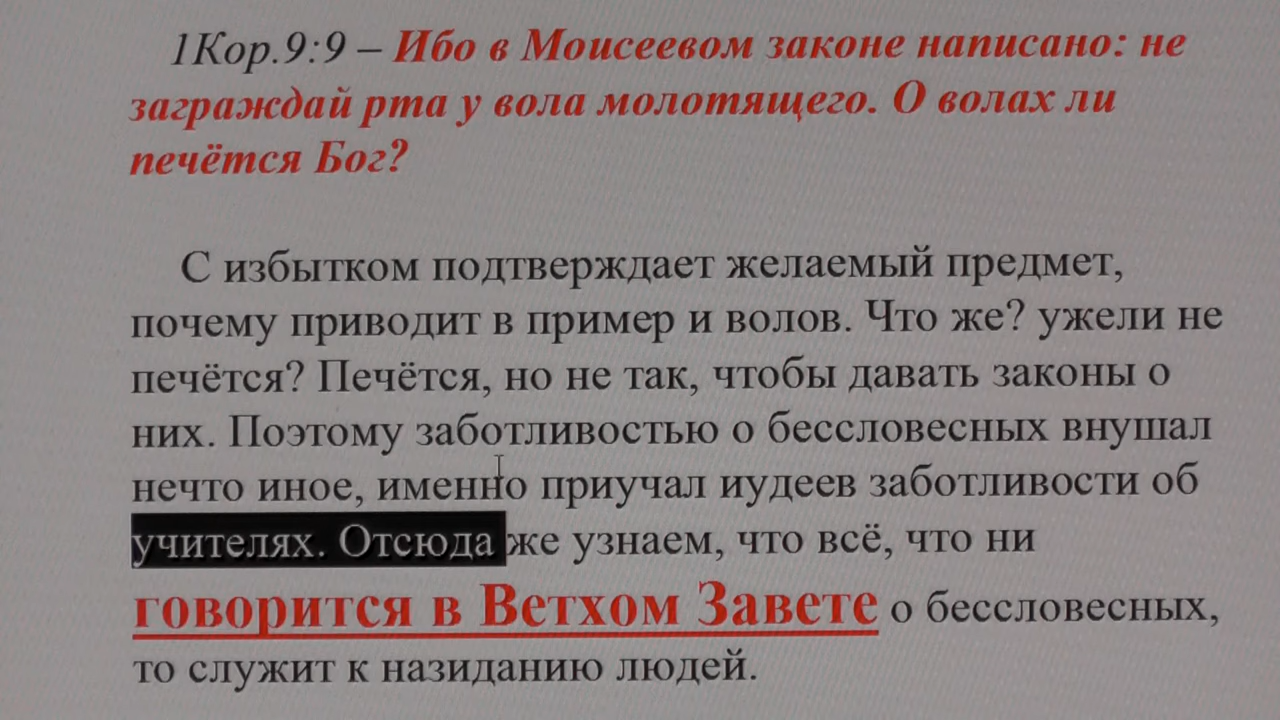 1Кор.9:9 – Ибо в Моисеевом законе написано: не
заграждай рта у вола молотящего. О волах ли
печётся Бог?
С избытком подтверждает желаемый предмет,
почему приводит в пример и волов. Что же? ужели не
печётся? Печётся, но не так, чтобы давать законы о
них. Поэтому заботливостью о бессловесных внушал
нечто иное, именно приучал иудеев заботливости об
учителях. Отсюда же узнаем, что всё, что ни
говорится в Ветхом Завете о бессловесных,
то служит к назиданию людей.